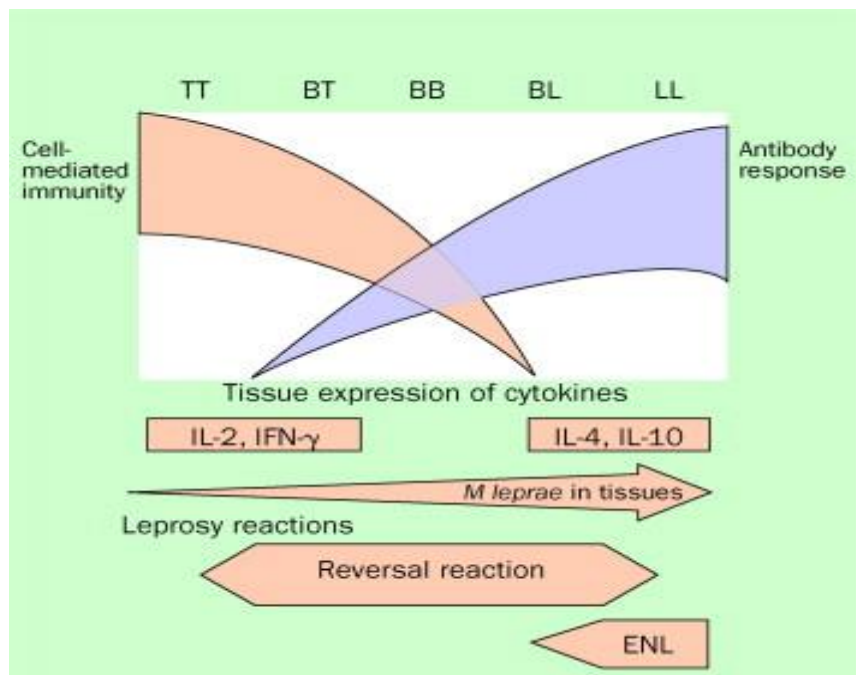 TT BT BB BL LL
Cell-
mediated
immunity
Antibody
response
Tissue expression of cytokines
IL-2, IFN-γ
IL-4, IL-10
M leprae in tissues
Leprosy reactions
Reversal reaction
ENL